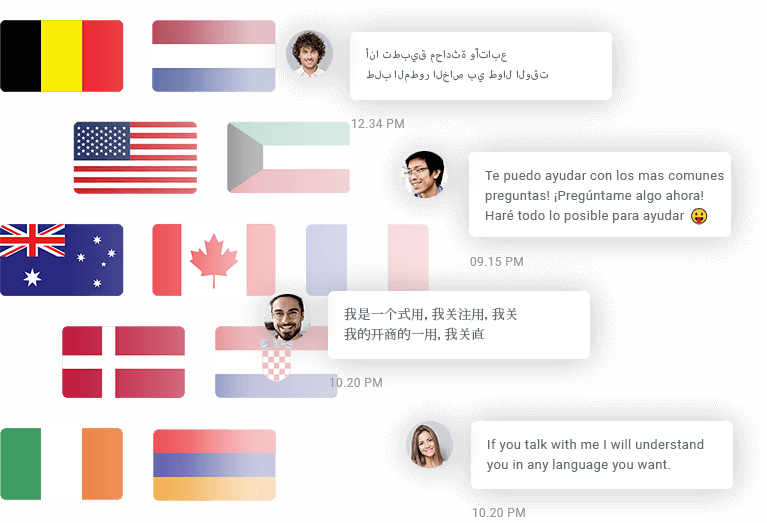 أنا تطبيق محادثة وأتابع
طلب المطور الخاص بي طوال الوقت
12.34 PM
Te puedo ayudar con los mas comunes
preguntas! ¡Pregúntame algo ahora!
Haré todo lo posible para ayudar 😛
09.15 PM
我是一个式用, 我关注用, 我关
我的开商的一用, 我关直
10.20 PM
If you talk with me I will understand
you in any language you want.
10.20 PM